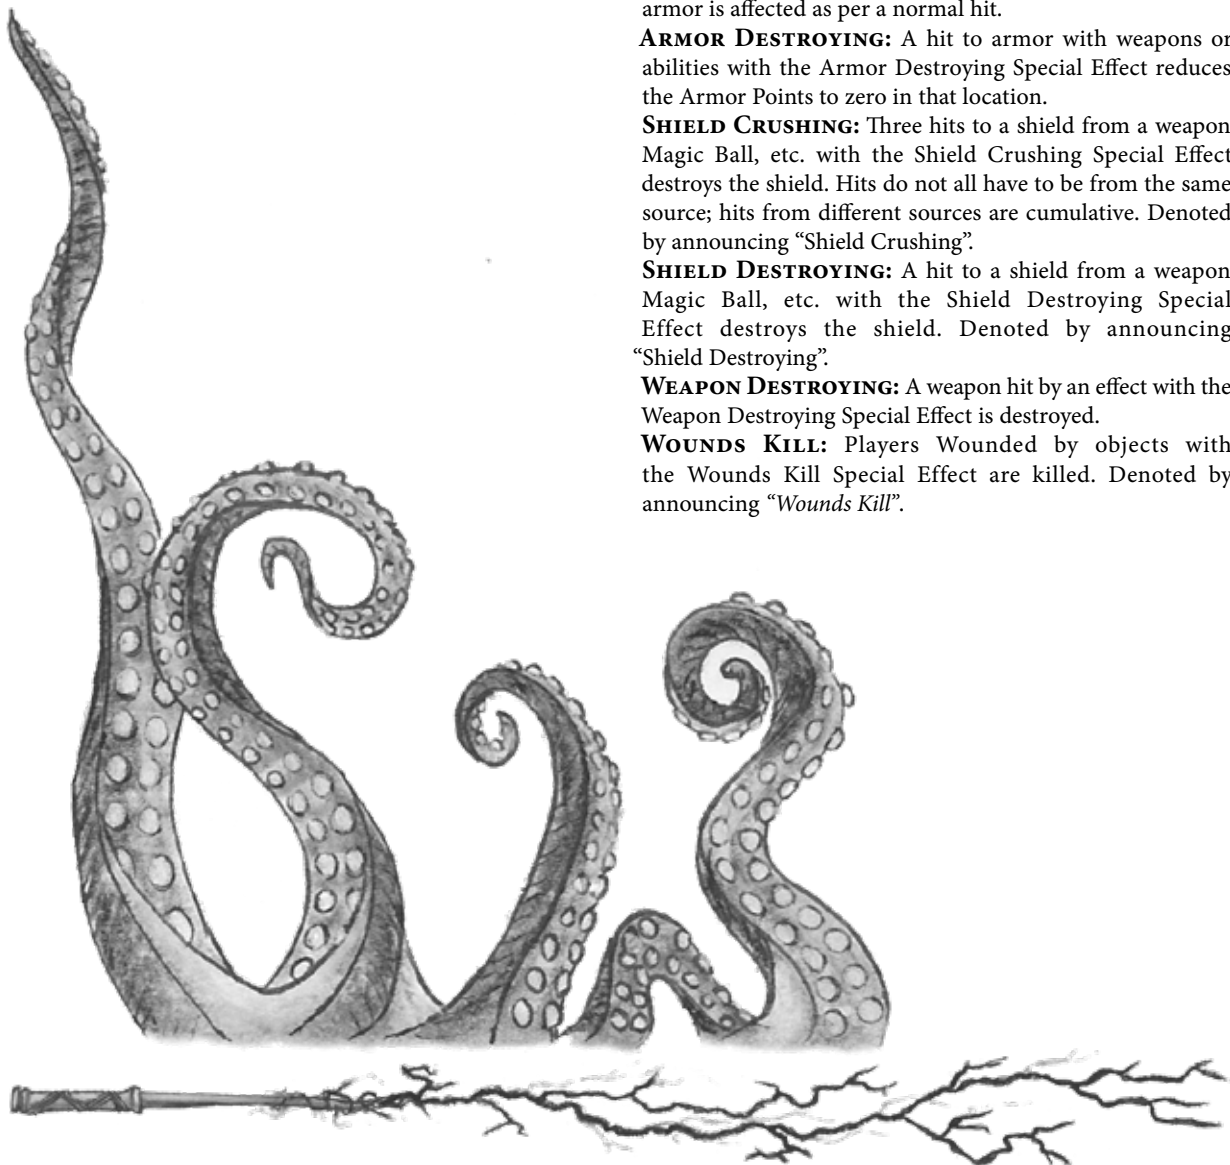 armor is affected as per a normal hit.
ARMOR DESTROYING: A hit to armor with weapons or
abilities with the Armor Destroying Special Effect reduces
the Armor Points to zero in that location.
SHIELD CRUSHING: Three hits to a shield from a weapon
Magic Ball, etc. with the Shield Crushing Special Effect
destroys the shield. Hits do not all have to be from the same
source; hits from different sources are cumulative. Denoted
by announcing “Shield Crushing”.
SHIELD DESTROYING: A hit to a shield from a weapon
Magic Ball, etc. with the Shield Destroying Special
Effect destroys the shield. Denoted by announcing
“Shield Destroying”.
WEAPON DESTROYING: A weapon hit by an effect with the
Weapon Destroying Special Effect is destroyed.
WOUNDS KILL: Players Wounded by objects with
the Wounds Kill Special Effect are killed. Denoted by
announcing “Wounds Kill”.